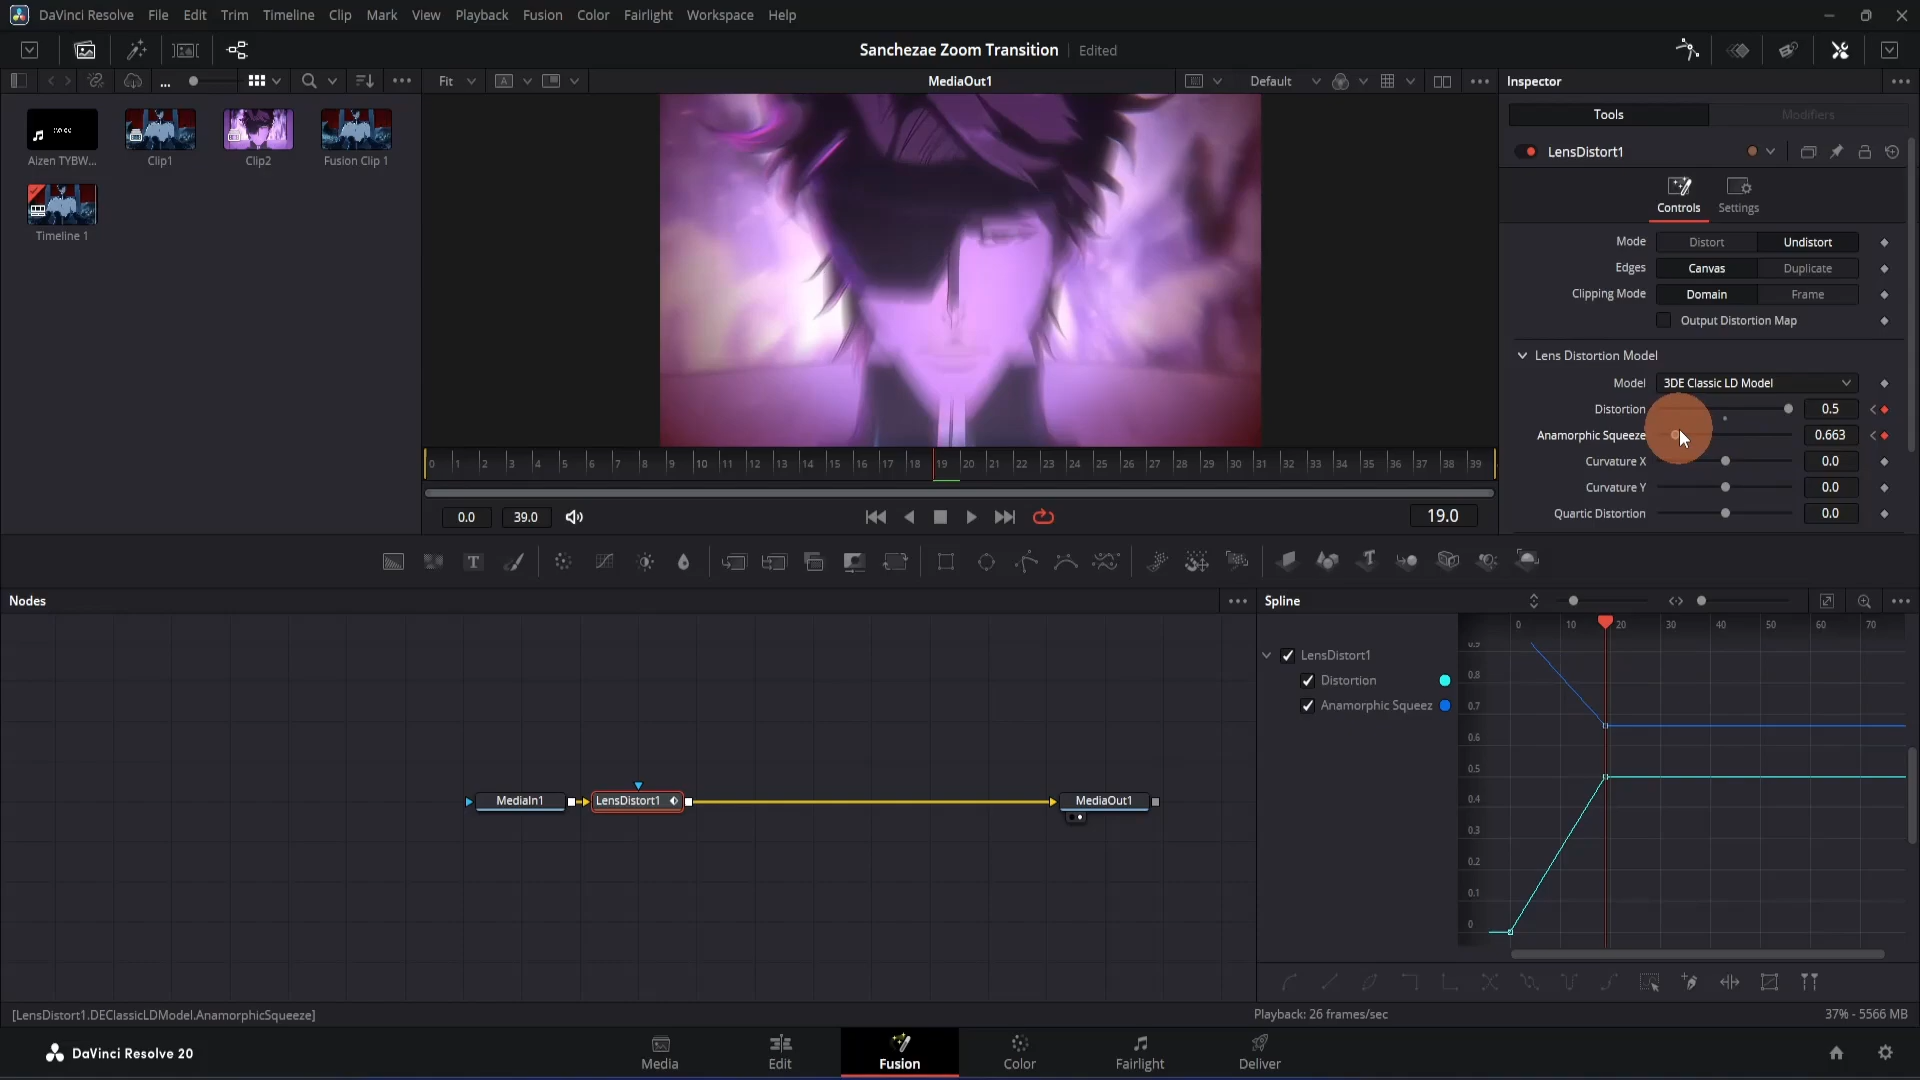 DaVinci Resolve File Edit Trim Timeline Clip Mark View Playback Fusion Color Fairlight Workspace Help
Sanchezae Zoom Transition Edited
Fit
MediaOut1
Default
Inspector
Aizen TYBW...
Clip1
Clip2
Fusion Clip 1
Timeline 1
Tools
Modifiers
LensDistort1
Controls
Settings
Mode Distort Undistort
Edges Canvas Duplicate
Clipping Mode Domain Frame
Output Distortion Map
Lens Distortion Model
Model 3DE Classic LD Model
Distortion 0.5
Anamorphic Squeeze 0.663
Curvature X 0.0
Curvature Y 0.0
Quartic Distortion 0.0
0 1 2 3 4 5 6 7 8 9 10 11 12 13 14 15 16 17 18 19 20 21 22 23 24 25 26 27 28 29 30 31 32 33 34 35 36 37 38 39
0.0 39.0 19.0
Nodes
Spline
0 10 20 30 40 50 60 70
LensDistort1
Distortion
Anamorphic Squeez
0.9
0.8
0.7
0.6
0.5
0.4
0.3
0.2
0.1
0
MediaIn1
LensDistort1
MediaOut1
[LensDistort1.DEClassicLDModel.AnamorphicSqueeze]
Playback: 26 frames/sec
37% - 5566 MB
DaVinci Resolve 20
Media
Edit
Fusion
Color
Fairlight
Deliver